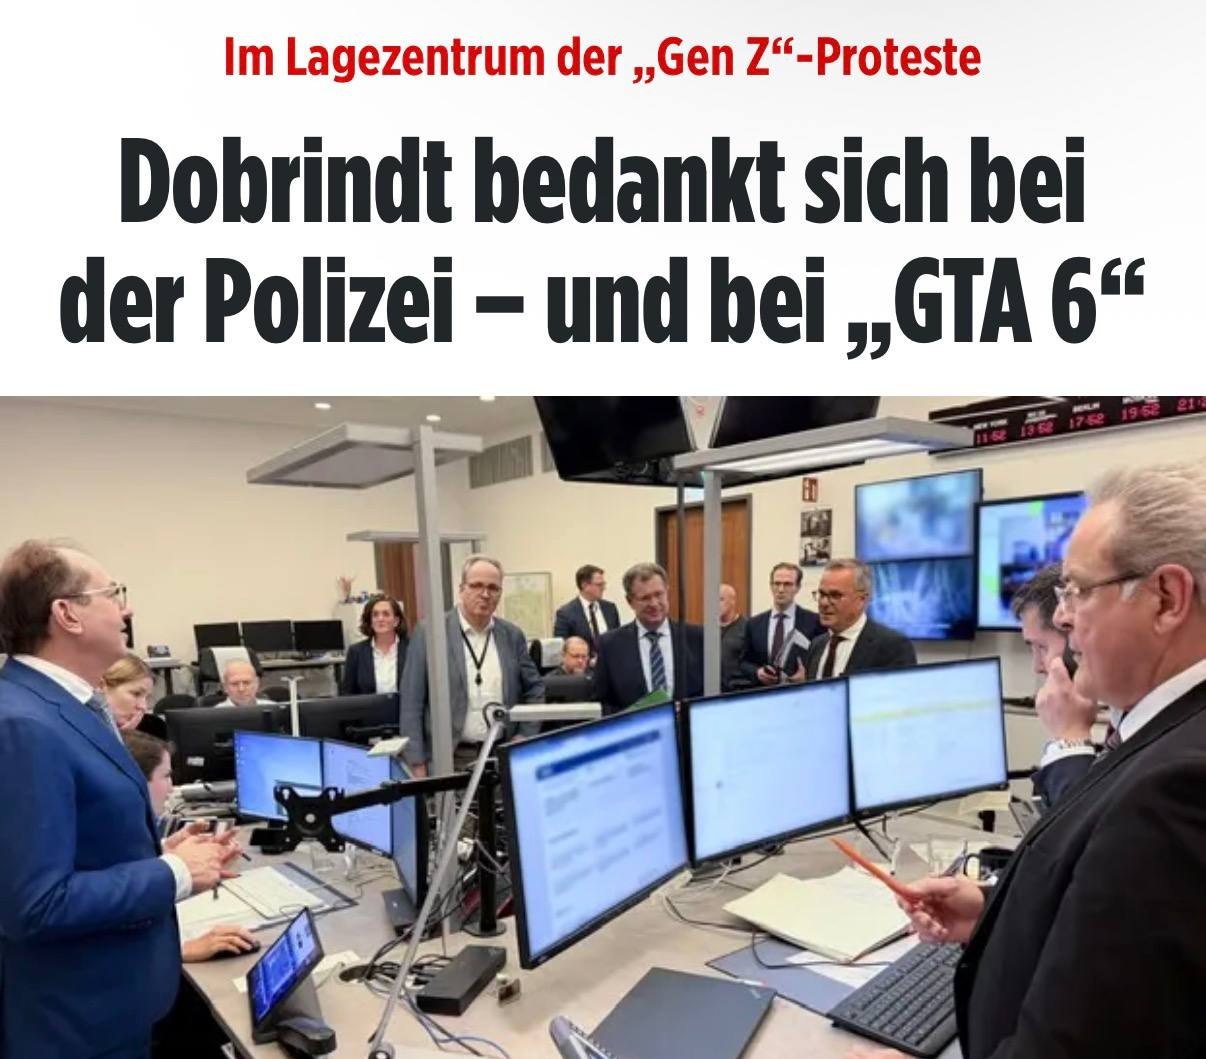 Im Lagezentrum der „Gen Z“-Proteste
Dobrindt bedankt sich bei
der Polizei – und bei „GTA 6“
NEW YORK
BERLIN
11:52
13:52
17:52
19:52